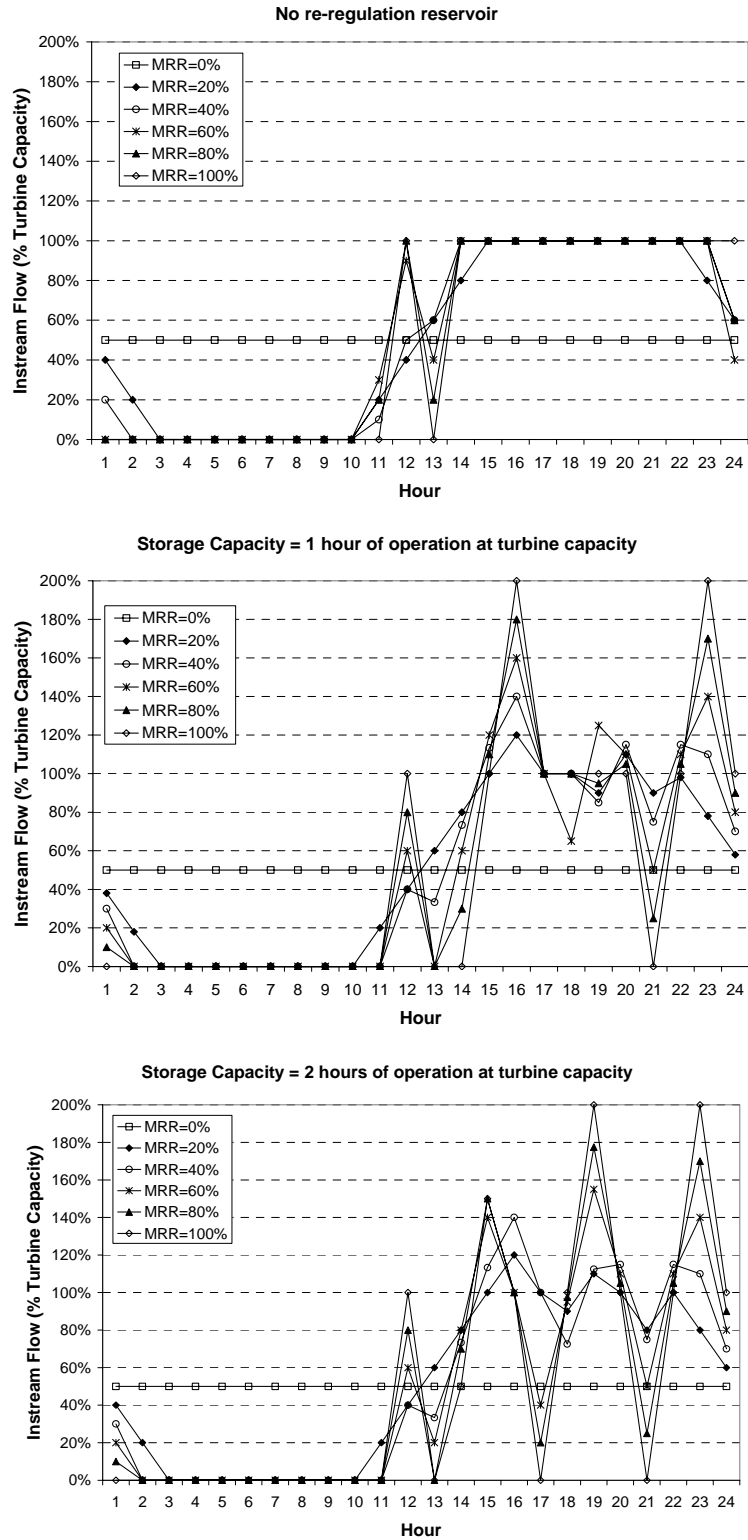 No re-regulation reservoir
200%
180%
160%
140%
120%
100%
80%
60%
40%
20%
0%
Instream Flow (% Turbine Capacity)
MRR=0%
MRR=20%
MRR=40%
MRR=60%
MRR=80%
MRR=100%
1 2 3 4 5 6 7 8 9 10 11 12 13 14 15 16 17 18 19 20 21 22 23 24
Hour
Storage Capacity = 1 hour of operation at turbine capacity
200%
180%
160%
140%
120%
100%
80%
60%
40%
20%
0%
Instream Flow (% Turbine Capacity)
MRR=0%
MRR=20%
MRR=40%
MRR=60%
MRR=80%
MRR=100%
1 2 3 4 5 6 7 8 9 10 11 12 13 14 15 16 17 18 19 20 21 22 23 24
Hour
Storage Capacity = 2 hours of operation at turbine capacity
200%
180%
160%
140%
120%
100%
80%
60%
40%
20%
0%
Instream Flow (% Turbine Capacity)
MRR=0%
MRR=20%
MRR=40%
MRR=60%
MRR=80%
MRR=100%
1 2 3 4 5 6 7 8 9 10 11 12 13 14 15 16 17 18 19 20 21 22 23 24
Hour